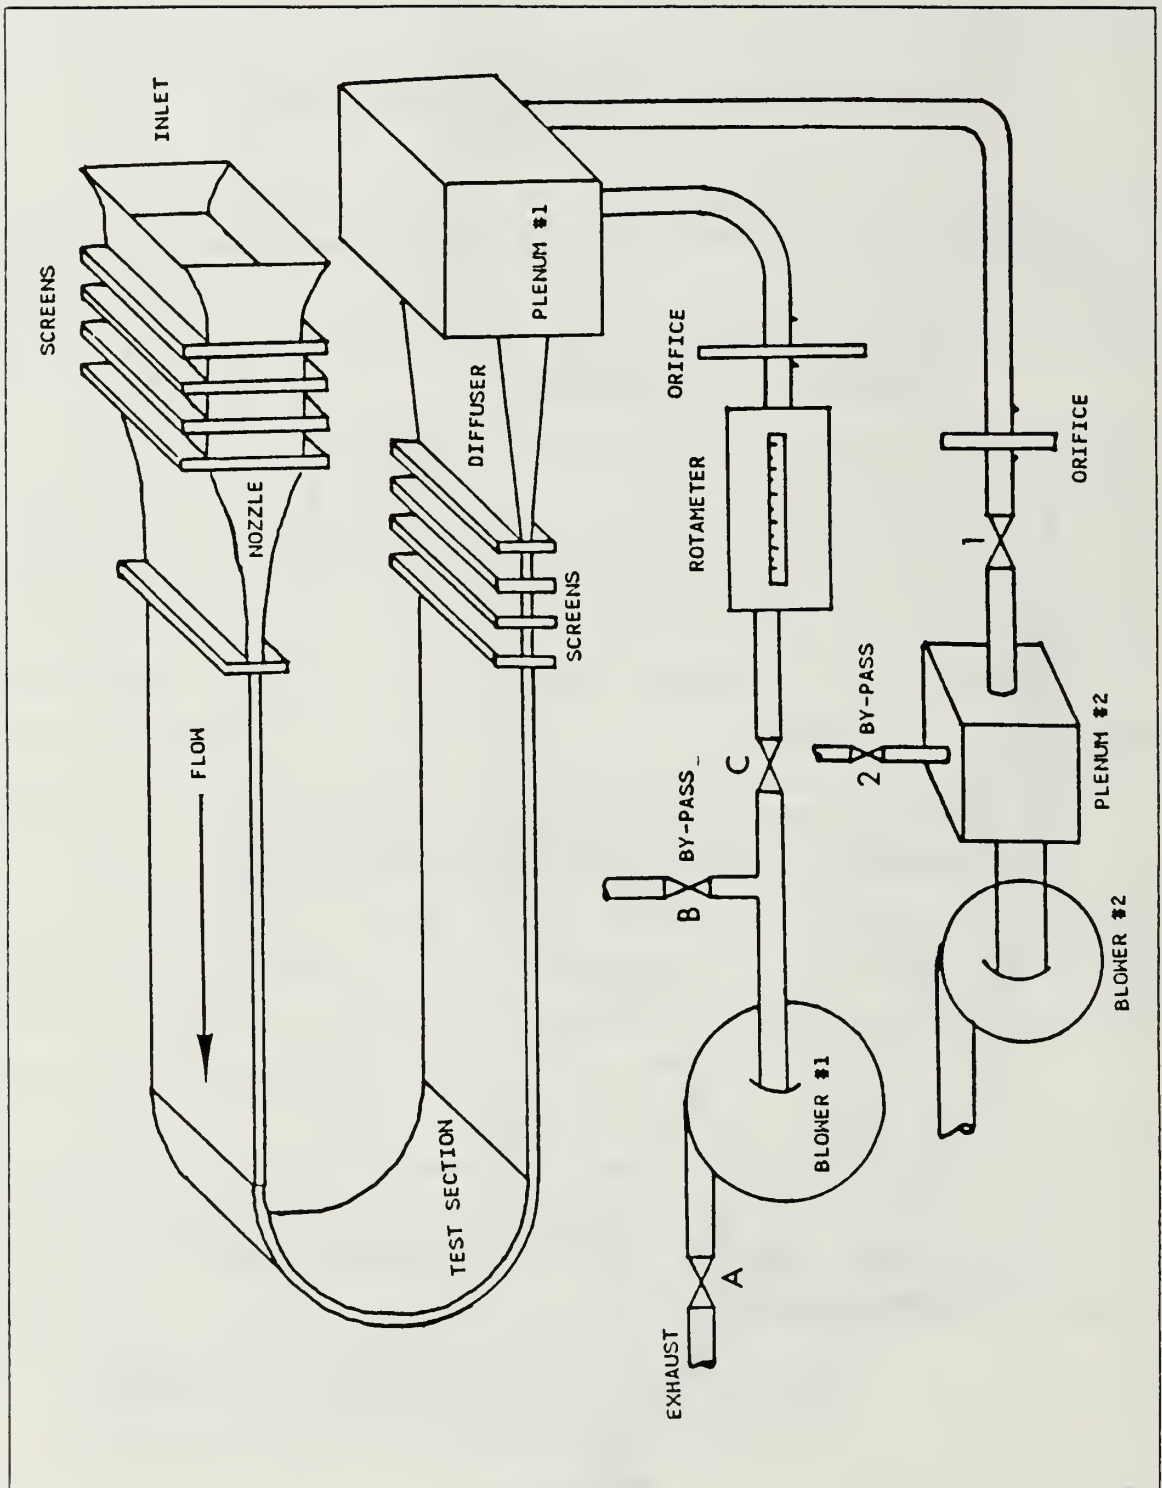 INLET
SCREENS
NOZZLE
FLOW
TEST SECTION
SCREENS
DIFFUSER
PLENUM #1
ORIFICE
ROTAMETER
C
BY-PASS
B
BLOWER #1
A
EXHAUST
ORIFICE
1
BY-PASS
2
PLENUM #2
BLOWER #2